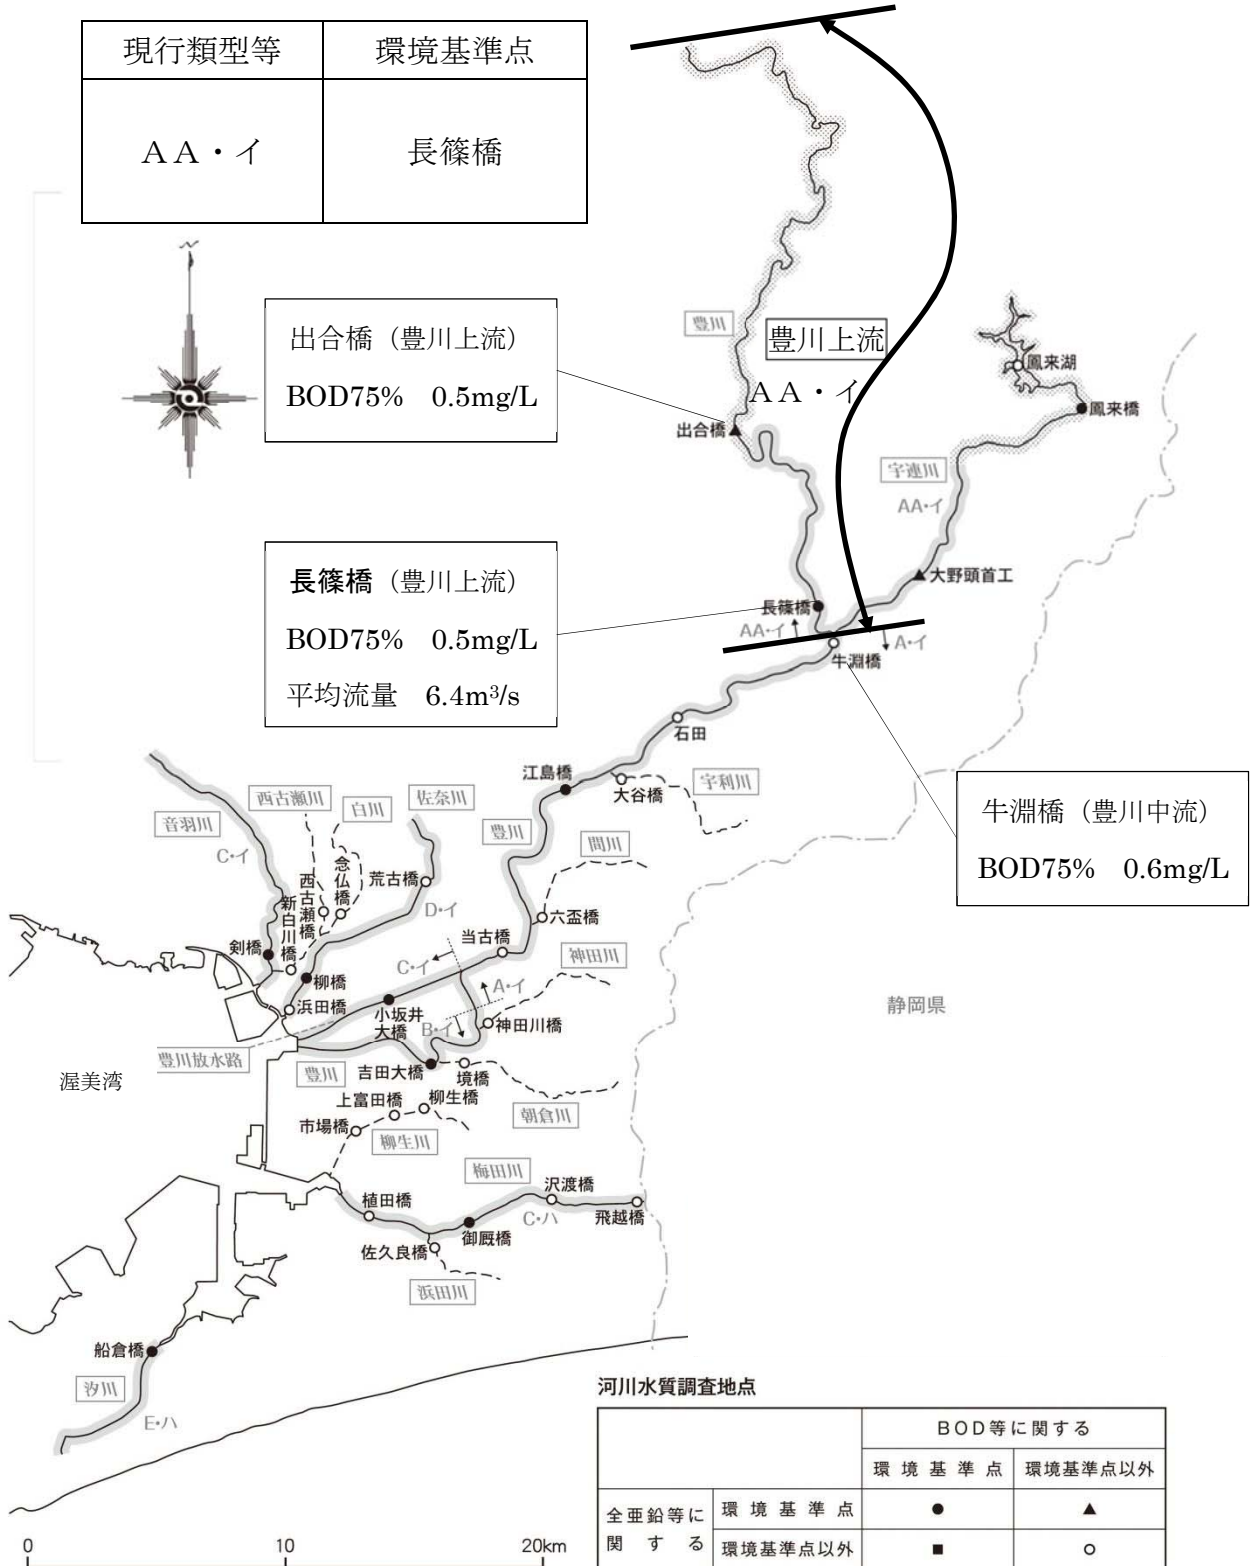 現行類型等 環境基準点
AA・イ 長篠橋
出合橋(豊川上流)
BOD75% 0.5mg/L
豊川
豊川上流
AA・イ
出合橋
鳳来湖
鳳来橋
宇連川
AA・イ
大野頭首工
長篠橋(豊川上流)
BOD75% 0.5mg/L
平均流量 6.4m³/s
長篠橋
AA・イ
A・イ
牛淵橋
石田
牛淵橋(豊川中流)
BOD75% 0.6mg/L
江島橋
大谷橋
宇利川
音羽川
C・イ
西古瀬川
白川
佐奈川
豊川
間川
念仏橋
西古瀬橋
新白川橋
荒古橋
D・イ
六盃橋
剣橋
柳橋
浜田橋
当古橋
C・イ
神田川
A・イ
小坂井
大橋
B・イ
神田川橋
静岡県
豊川放水路
渥美湾
豊川
吉田大橋
境橋
上富田橋
柳生橋
朝倉川
市場橋
柳生川
梅田川
植田橋
沢渡橋
C・ハ
飛越橋
御厩橋
佐久良橋
浜田川
船倉橋
汐川
E・ハ
河川水質調査地点
BOD等に関する
環境基準点 環境基準点以外
全亜鉛等に
関する
環境基準点 ● ▲
環境基準点以外 ■ ○
0 10 20km